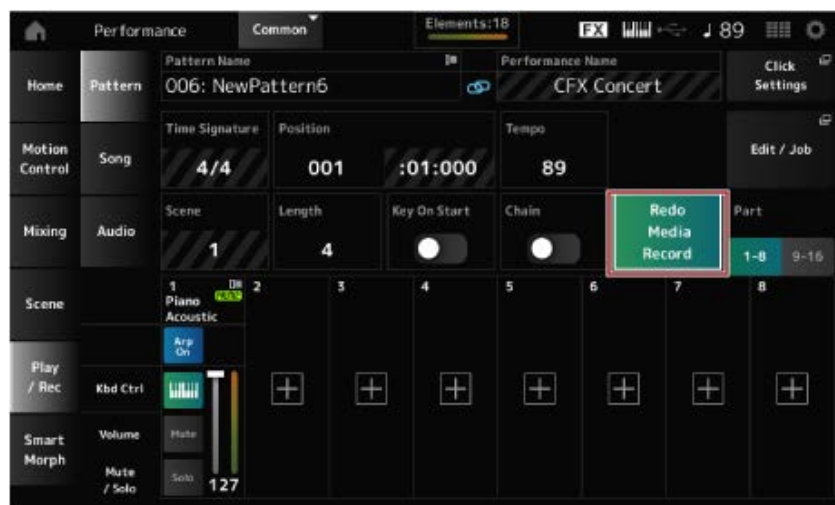 Performance
Common
Elements:18
FX
♩ 89
Home
Pattern
Pattern Name
006: NewPattern6
Performance Name
CFX Concert
Click
Settings
Motion
Control
Song
Time Signature
4/4
Position
001
:01:000
Tempo
89
Edit / Job
Mixing
Audio
Scene
1
Length
4
Key On Start
Chain
Redo
Media
Record
Part
1-8
9-16
Scene
1
Piano
Acoustic
2
3
4
5
6
7
8
Arp
On
Play
/ Rec
Kbd Ctrl
Smart
Morph
Volume
Mute
Mute
/ Solo
Solo
127